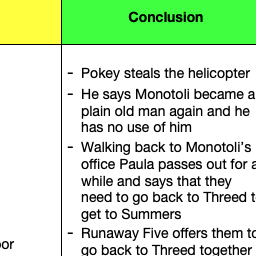 Conclusion
- Pokey steals the helicopter
- He says Monotoli became a
plain old man again and he
has no use of him
- Walking back to Monotoli's
office Paula passes out for a
while and says that they
need to go back to Threed t
get to Summers
- Runaway Five offers them to
oor
go back to Threed together